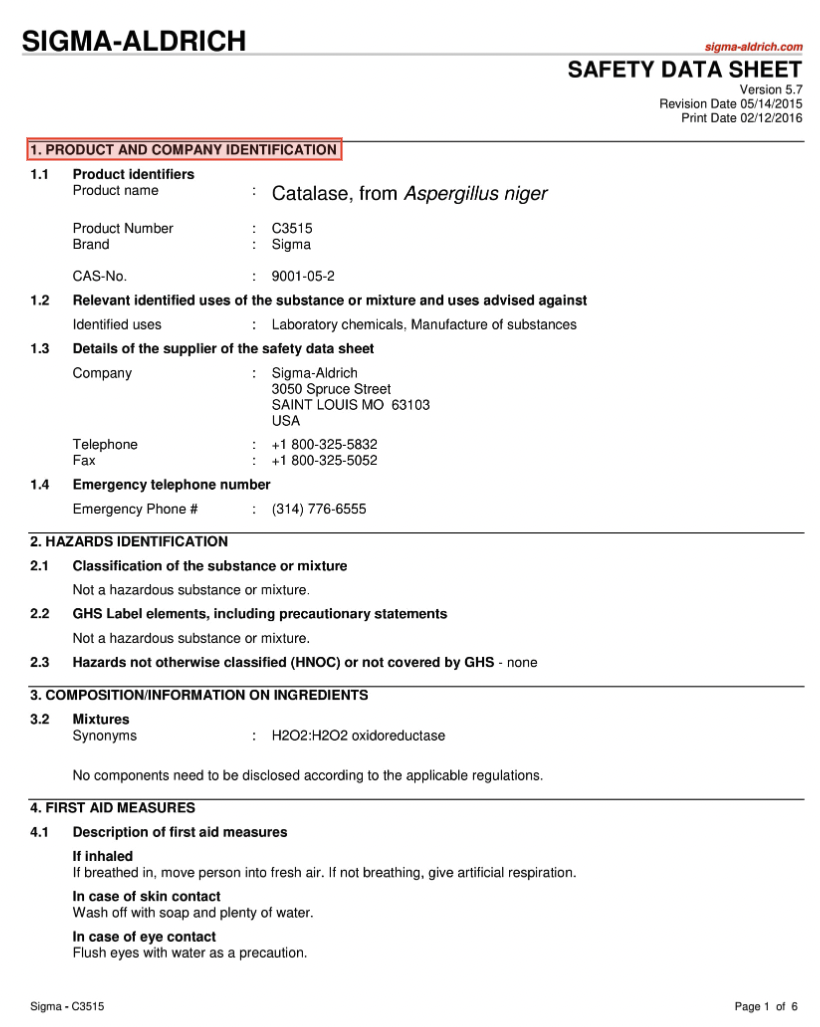 SIGMA-ALDRICH
sigma-aldrich.com
SAFETY DATA SHEET
Version 5.7
Revision Date 05/14/2015
Print Date 02/12/2016
1. PRODUCT AND COMPANY IDENTIFICATION
1.1 Product identifiers
Product name : Catalase, from Aspergillus niger
Product Number : C3515
Brand : Sigma
CAS-No. : 9001-05-2
1.2 Relevant identified uses of the substance or mixture and uses advised against
Identified uses : Laboratory chemicals, Manufacture of substances
1.3 Details of the supplier of the safety data sheet
Company : Sigma-Aldrich
3050 Spruce Street
SAINT LOUIS MO 63103
USA
Telephone : +1 800-325-5832
Fax : +1 800-325-5052
1.4 Emergency telephone number
Emergency Phone # : (314) 776-6555
2. HAZARDS IDENTIFICATION
2.1 Classification of the substance or mixture
Not a hazardous substance or mixture.
2.2 GHS Label elements, including precautionary statements
Not a hazardous substance or mixture.
2.3 Hazards not otherwise classified (HNOC) or not covered by GHS - none
3. COMPOSITION/INFORMATION ON INGREDIENTS
3.2 Mixtures
Synonyms : H2O2:H2O2 oxidoreductase
No components need to be disclosed according to the applicable regulations.
4. FIRST AID MEASURES
4.1 Description of first aid measures
If inhaled
If breathed in, move person into fresh air. If not breathing, give artificial respiration.
In case of skin contact
Wash off with soap and plenty of water.
In case of eye contact
Flush eyes with water as a precaution.
Sigma - C3515
Page 1 of 6